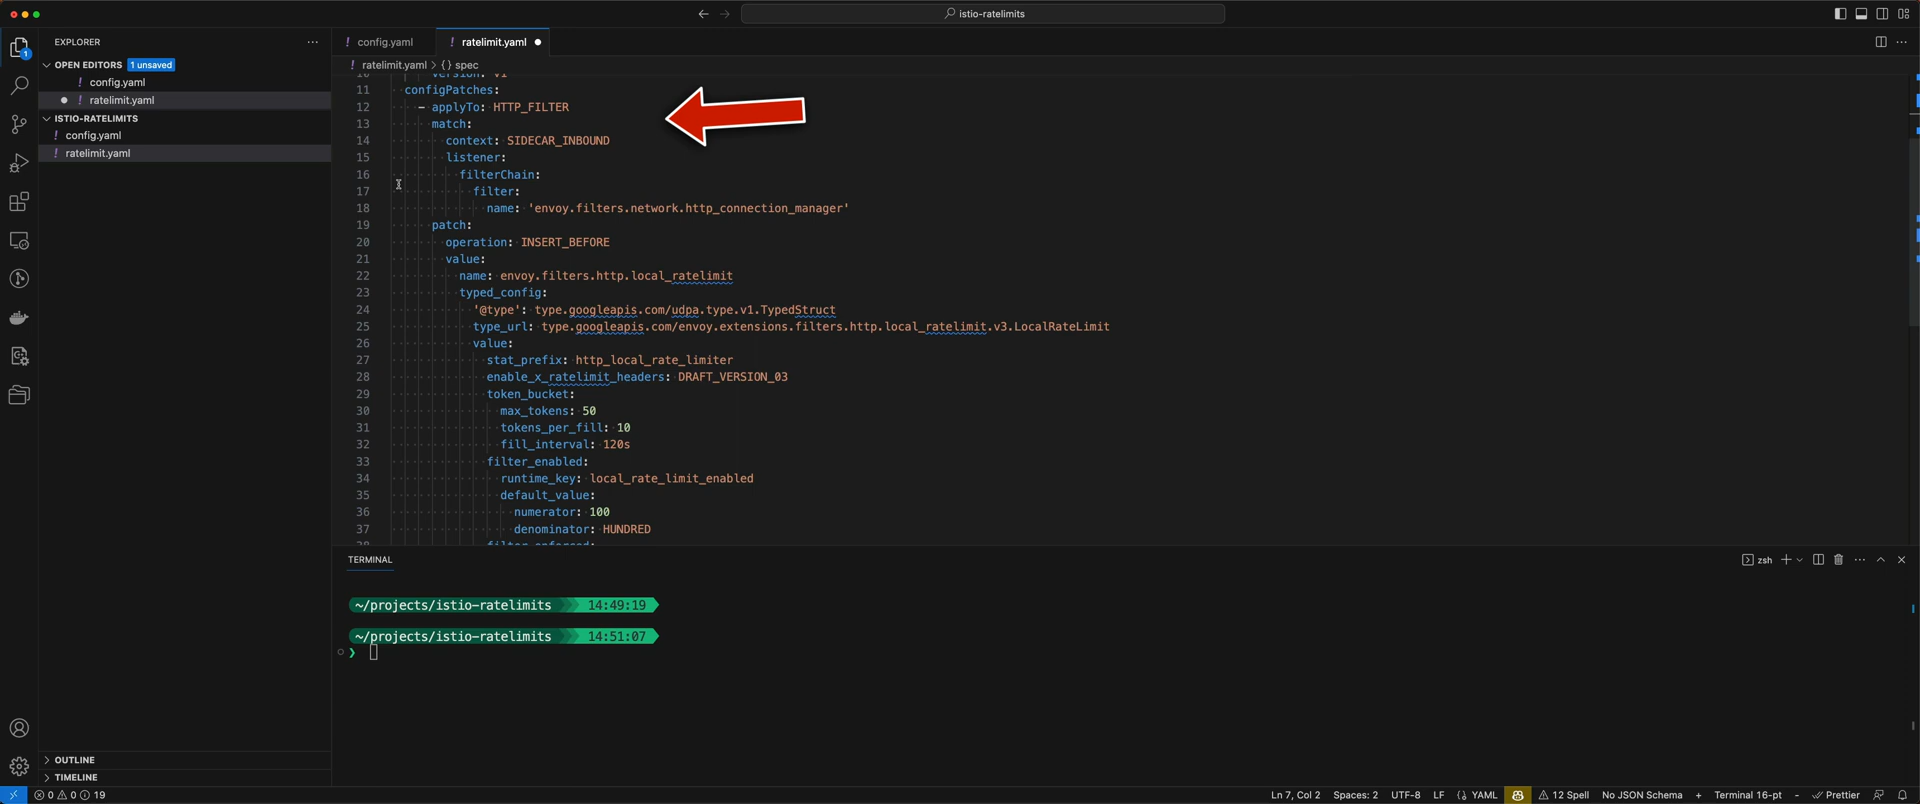 istio-ratelimits
EXPLORER
OPEN EDITORS 1 unsaved
! config.yaml
! ratelimit.yaml
ISTIO-RATELIMITS
! config.yaml
! ratelimit.yaml
OUTLINE
TIMELINE
! config.yaml
! ratelimit.yaml
! ratelimit.yaml > {} spec
10 version: v1
11 configPatches:
12 - applyTo: HTTP_FILTER
13 match:
14 context: SIDECAR_INBOUND
15 listener:
16 filterChain:
17 filter:
18 name: 'envoy.filters.network.http_connection_manager'
19 patch:
20 operation: INSERT_BEFORE
21 value:
22 name: envoy.filters.http.local_ratelimit
23 typed_config:
24 '@type': type.googleapis.com/udpa.type.v1.TypedStruct
25 type_url: type.googleapis.com/envoy.extensions.filters.http.local_ratelimit.v3.LocalRateLimit
26 value:
27 stat_prefix: http_local_rate_limiter
28 enable_x_ratelimit_headers: DRAFT_VERSION_03
29 token_bucket:
30 max_tokens: 50
31 tokens_per_fill: 10
32 fill_interval: 120s
33 filter_enabled:
34 runtime_key: local_rate_limit_enabled
35 default_value:
36 numerator: 100
37 denominator: HUNDRED
38 filter_enforced:
TERMINAL
zsh
~/projects/istio-ratelimits 14:49:19
~/projects/istio-ratelimits 14:51:07
❯
1
0 0 19
Ln 7, Col 2 Spaces: 2 UTF-8 LF {} YAML 12 Spell No JSON Schema + Terminal 16-pt - Prettier